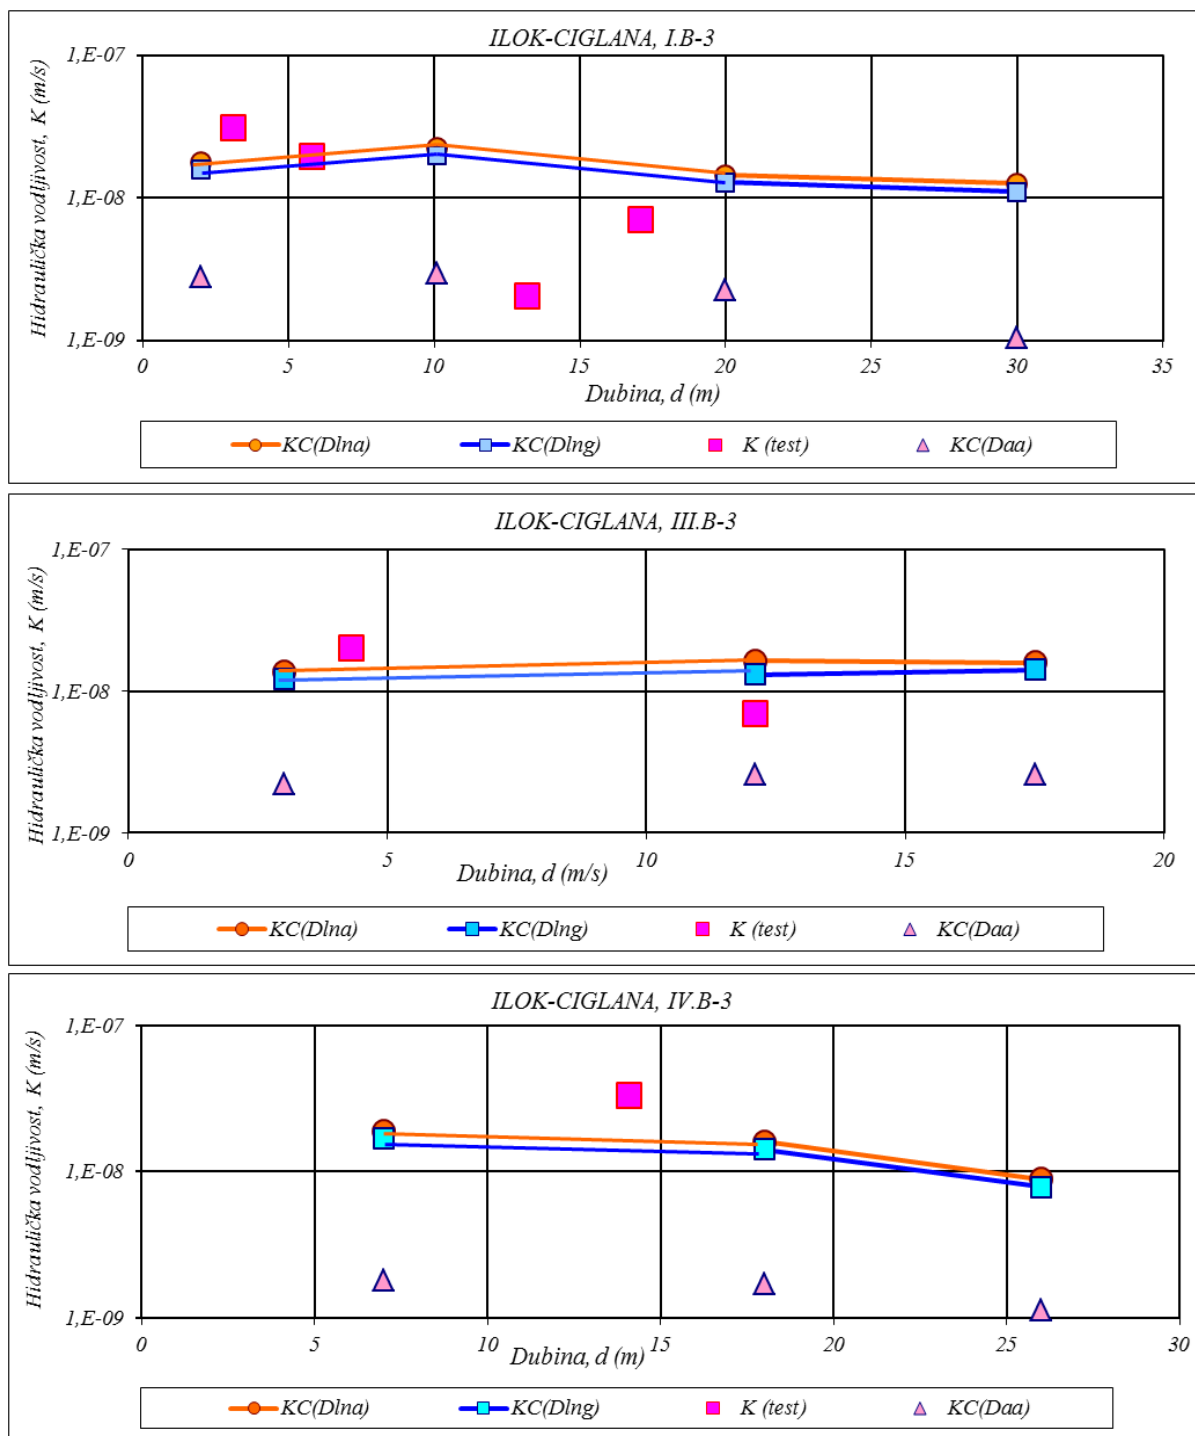 ILOK-CIGLANA, I.B-3
Hidraulička vodljivost, K (m/s)
1,E-07
1,E-08
1,E-09
0 5 10 15 20 25 30 35
Dubina, d (m)
KC(Dlna) KC(Dlng) K (test) KC(Daa)
ILOK-CIGLANA, III.B-3
Hidraulička vodljivost, K (m/s)
1,E-07
1,E-08
1,E-09
0 5 10 15 20
Dubina, d (m/s)
KC(Dlna) KC(Dlng) K (test) KC(Daa)
ILOK-CIGLANA, IV.B-3
Hidraulička vodljivost, K (m/s)
1,E-07
1,E-08
1,E-09
0 5 10 15 20 25 30
Dubina, d (m)
KC(Dlna) KC(Dlng) K (test) KC(Daa)